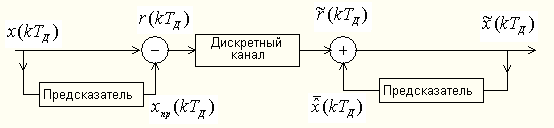 x(kT_Д)
r(kT_Д)
r̃(kT_Д)
x̃(kT_Д)
−
Дискретный
канал
+
Предсказатель
x_пр(kT_Д)
x̄̂(kT_Д)
Предсказатель